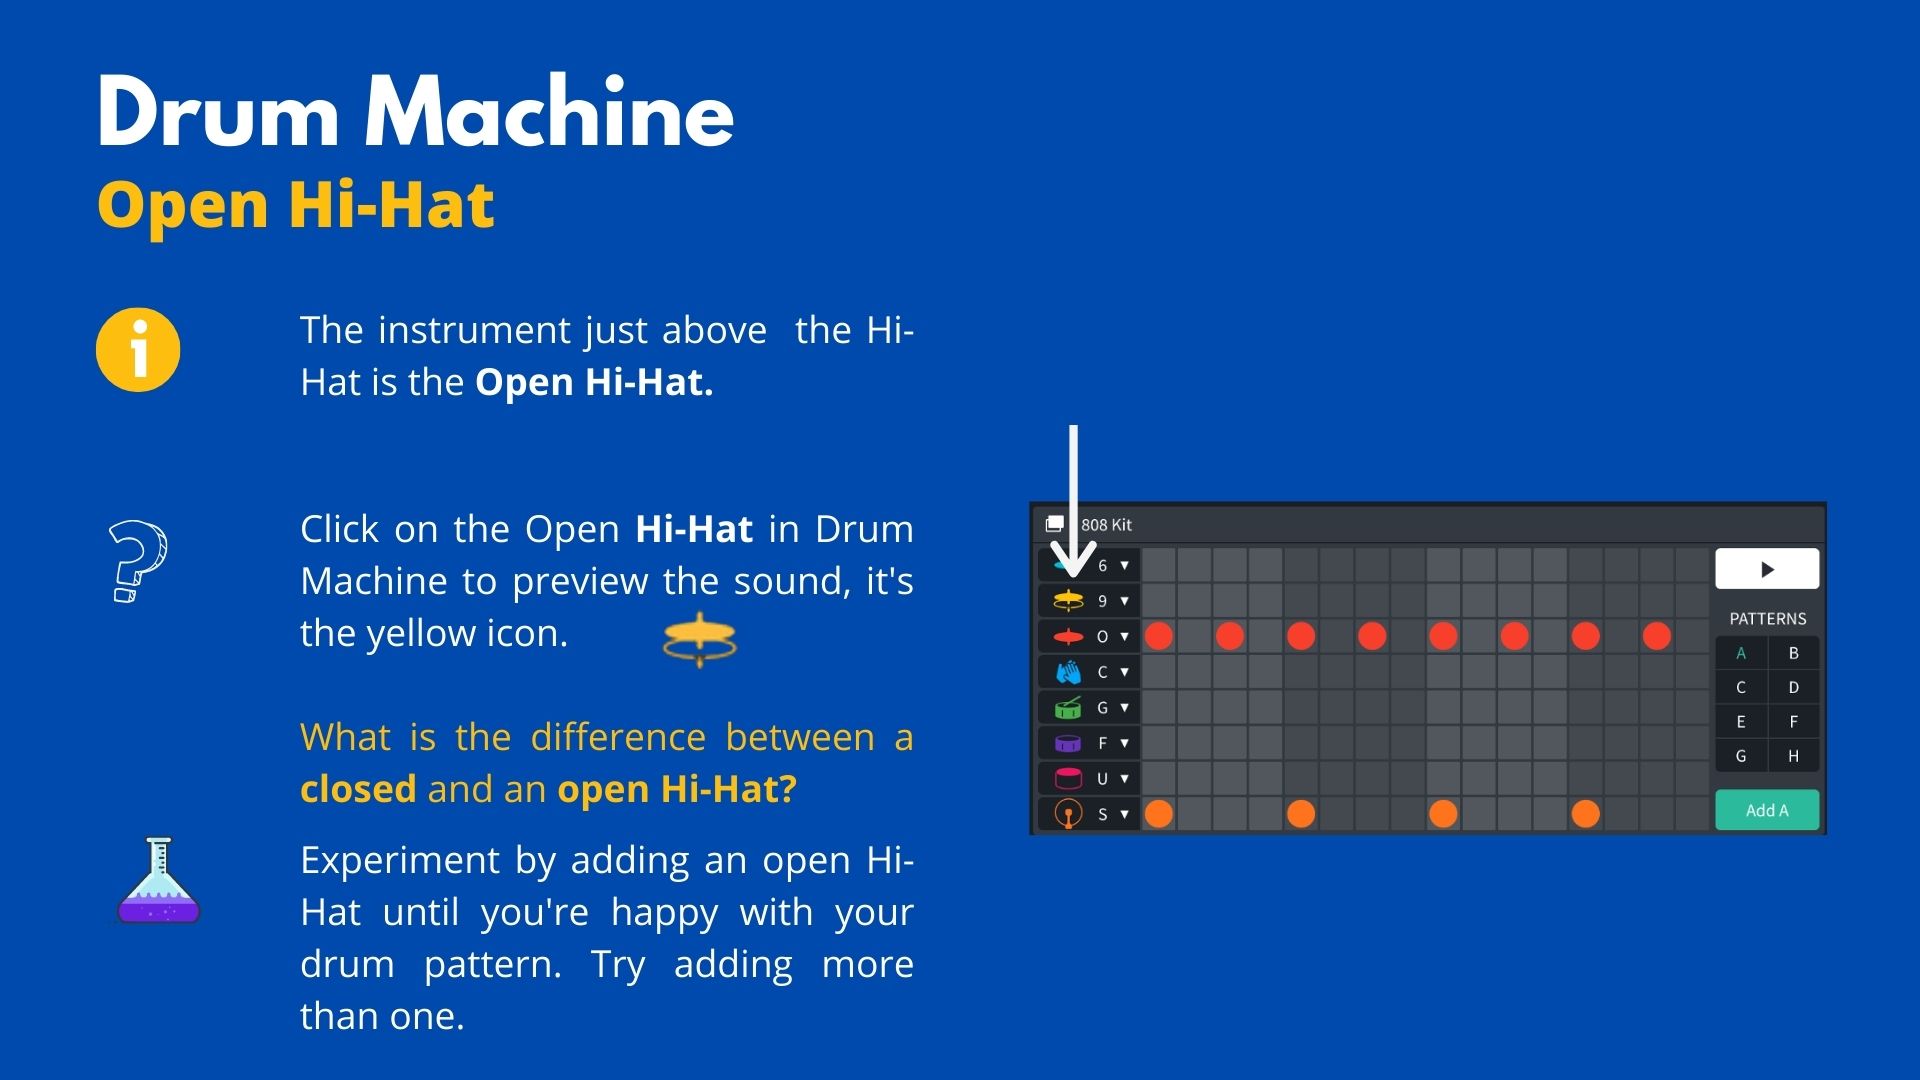 Drum Machine
Open Hi-Hat
The instrument just above  the Hi-
Hat is the Open Hi-Hat.
Click on the Open Hi-Hat in Drum
Machine to preview the sound, it's
the yellow icon.
What is the difference between a
closed and an open Hi-Hat?
Experiment by adding an open Hi-
Hat until you're happy with your
drum pattern. Try adding more
than one.
808 Kit
6
9
O
C
G
F
U
S
PATTERNS
A B
C D
E F
G H
Add A